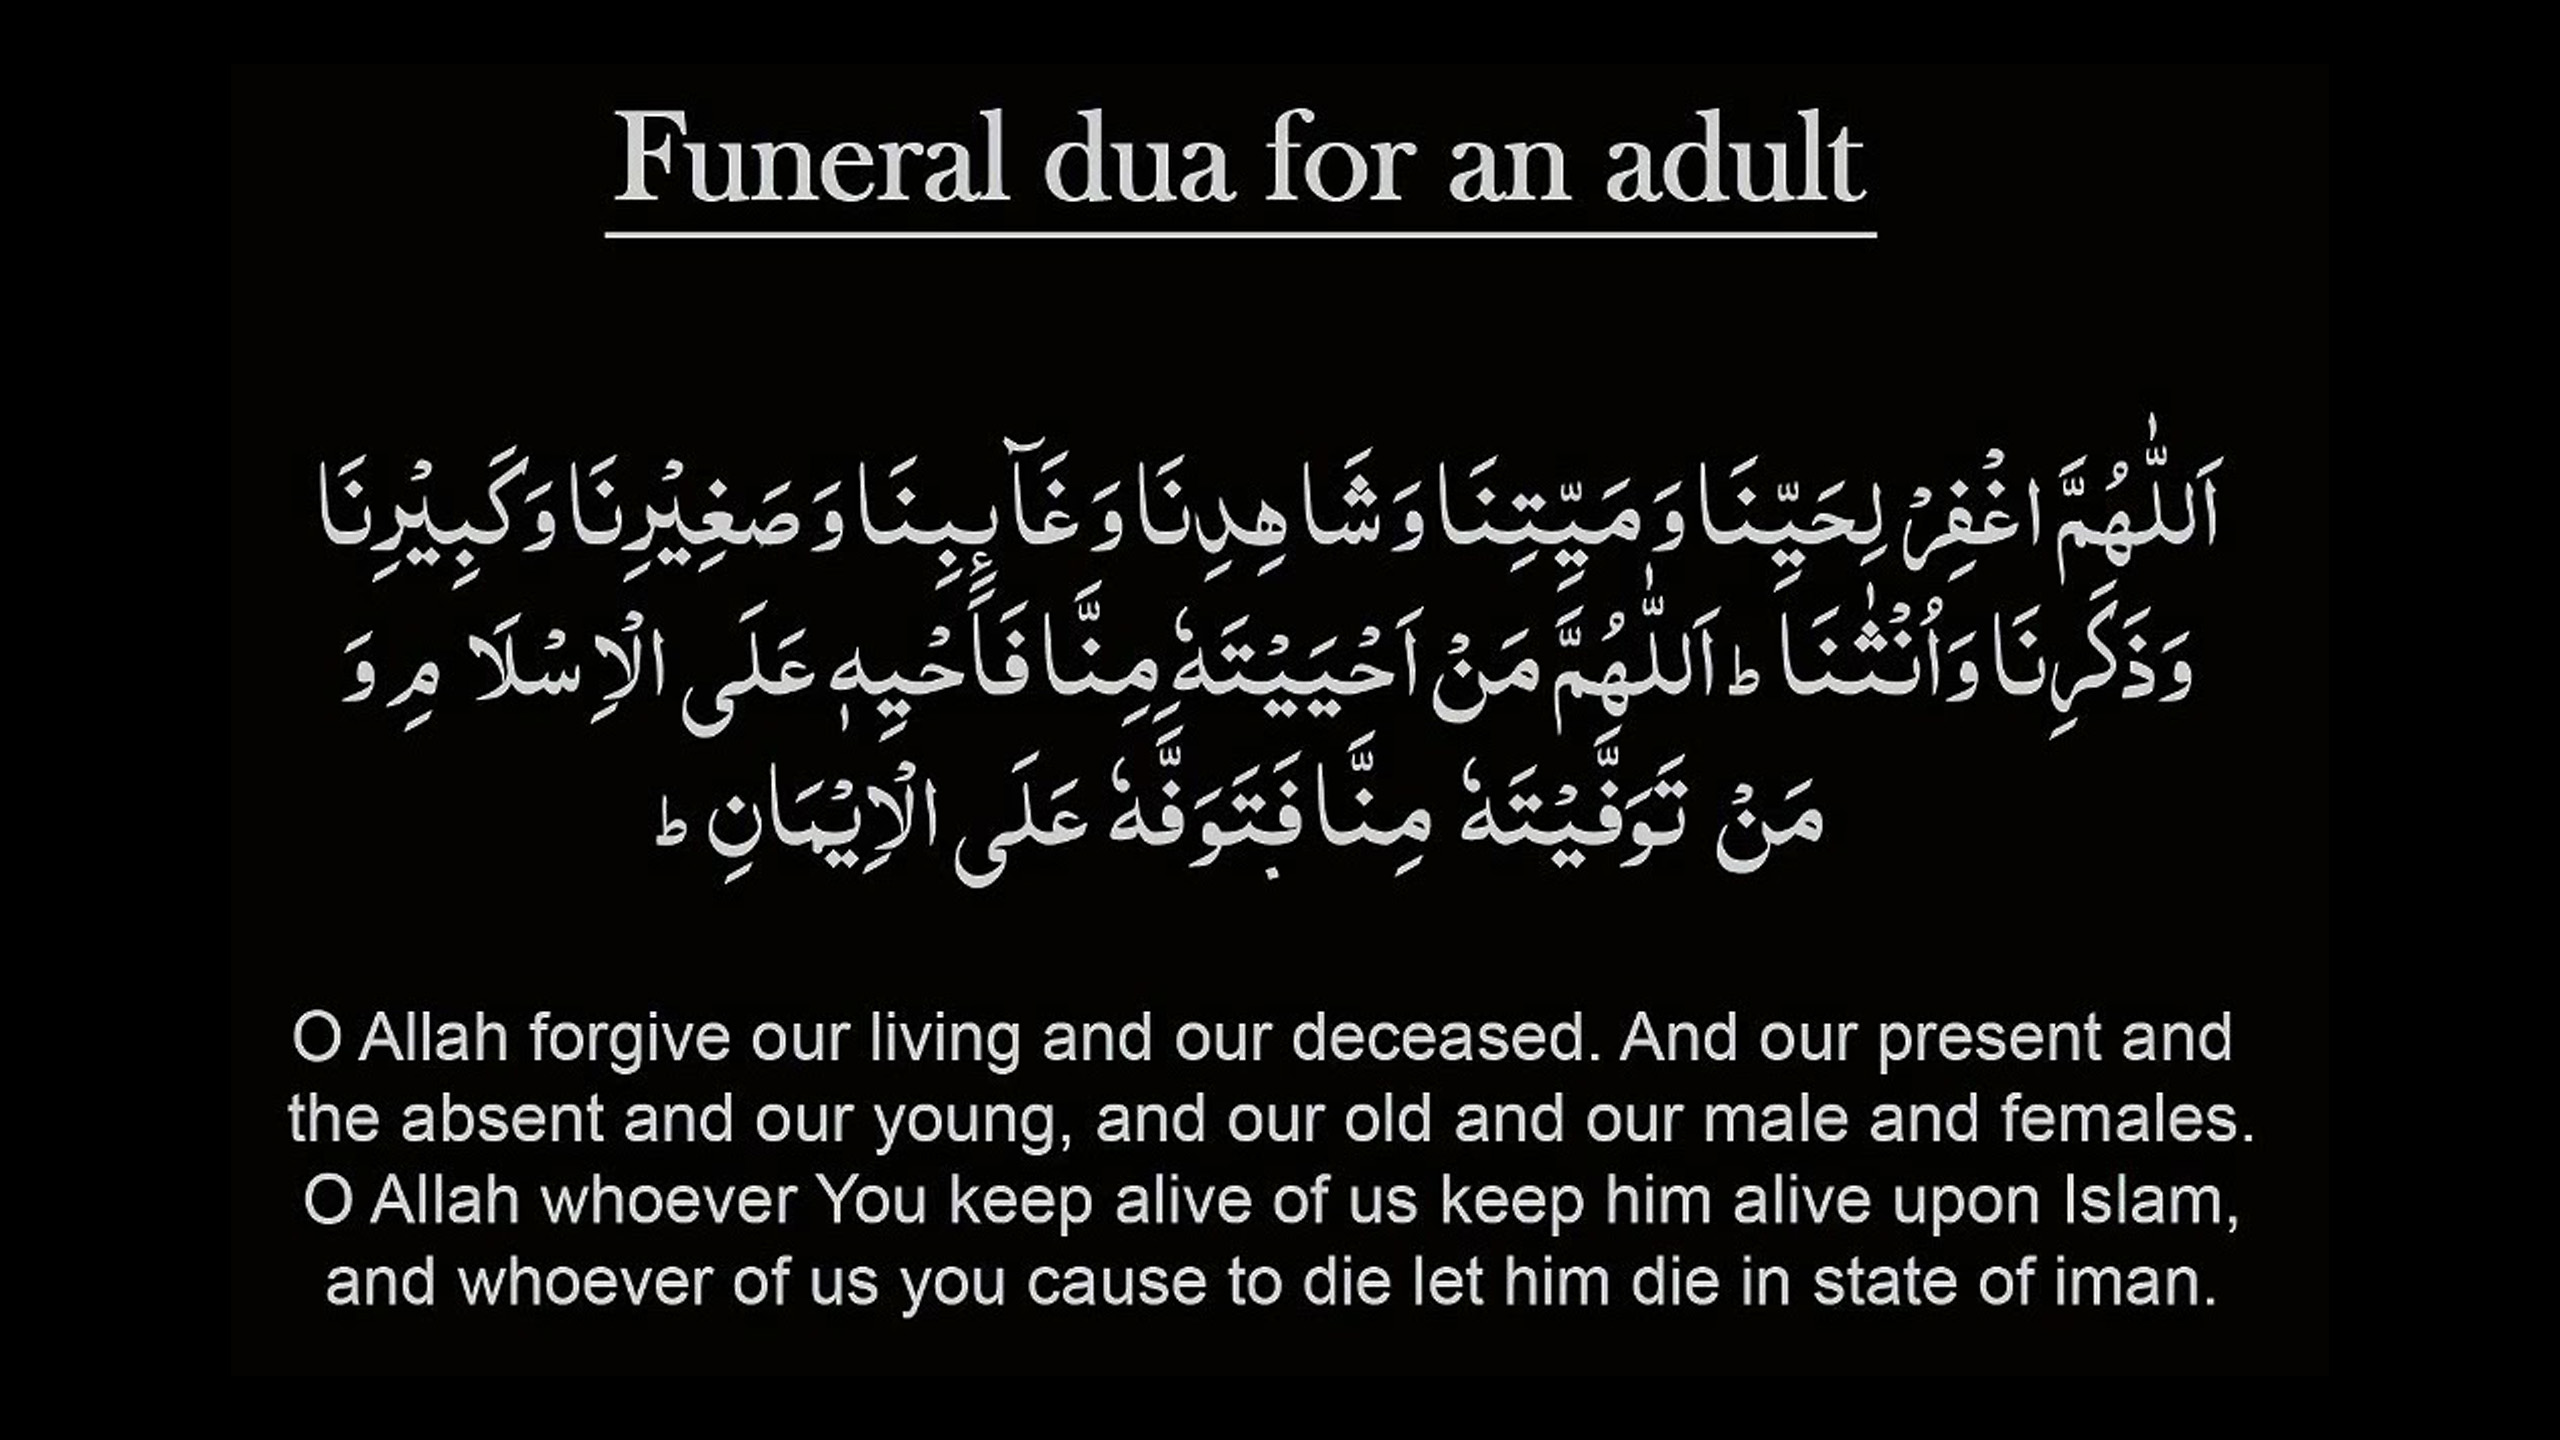 Funeral dua for an adult
اَللّٰهُمَّ اغْفِرْ لِحَيِّنَا وَ مَيِّتِنَا وَ شَاهِدِنَا وَ غَآئِبِنَا وَ صَغِيْرِنَا وَكَبِيْرِنَا
وَذَكَرِنَا وَاُنْثٰنَا ط اَللّٰهُمَّ مَنْ اَحْيَيْتَهٗ مِنَّا فَاَحْيِهٖ عَلَى الْاِسْلَامِ وَ
مَنْ تَوَفَّيْتَهٗ مِنَّا فَتَوَفَّهٗ عَلَى الْاِيْمَانِ ط
O Allah forgive our living and our deceased. And our present and
the absent and our young, and our old and our male and females.
O Allah whoever You keep alive of us keep him alive upon Islam,
and whoever of us you cause to die let him die in state of iman.